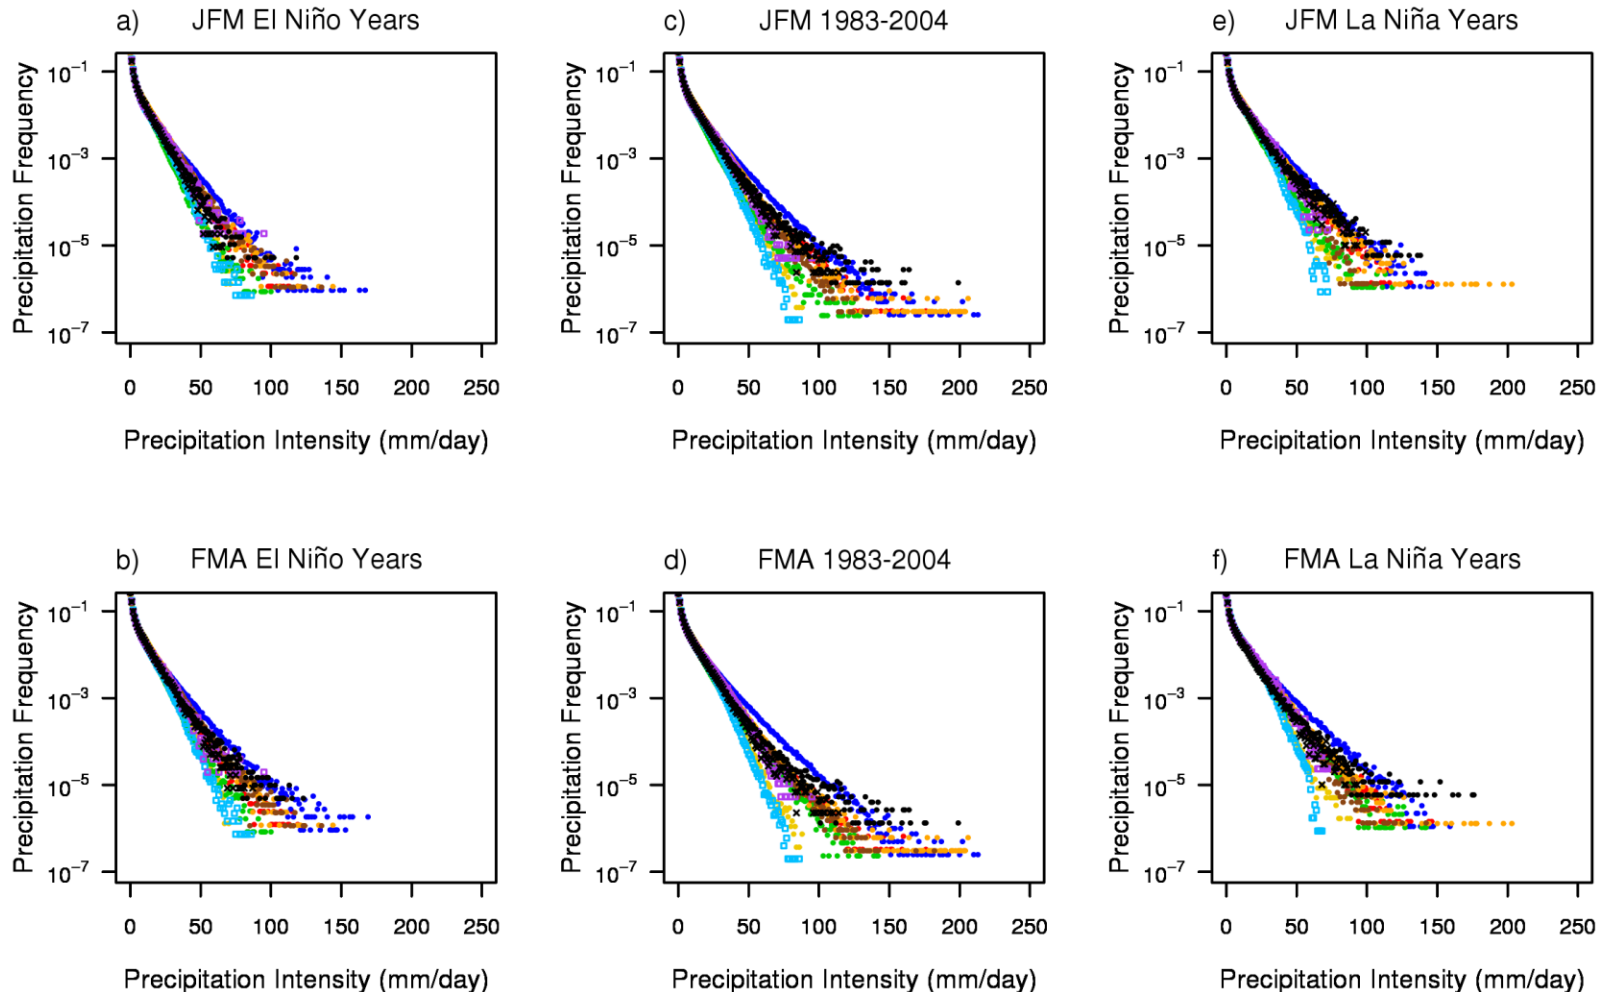 a) JFM El Niño Years
Precipitation Frequency
10⁻¹
10⁻³
10⁻⁵
10⁻⁷
0 50 100 150 200 250
Precipitation Intensity (mm/day)
c) JFM 1983-2004
Precipitation Frequency
10⁻¹
10⁻³
10⁻⁵
10⁻⁷
0 50 100 150 200 250
Precipitation Intensity (mm/day)
e) JFM La Niña Years
Precipitation Frequency
10⁻¹
10⁻³
10⁻⁵
10⁻⁷
0 50 100 150 200 250
Precipitation Intensity (mm/day)
b) FMA El Niño Years
Precipitation Frequency
10⁻¹
10⁻³
10⁻⁵
10⁻⁷
0 50 100 150 200 250
Precipitation Intensity (mm/day)
d) FMA 1983-2004
Precipitation Frequency
10⁻¹
10⁻³
10⁻⁵
10⁻⁷
0 50 100 150 200 250
Precipitation Intensity (mm/day)
f) FMA La Niña Years
Precipitation Frequency
10⁻¹
10⁻³
10⁻⁵
10⁻⁷
0 50 100 150 200 250
Precipitation Intensity (mm/day)